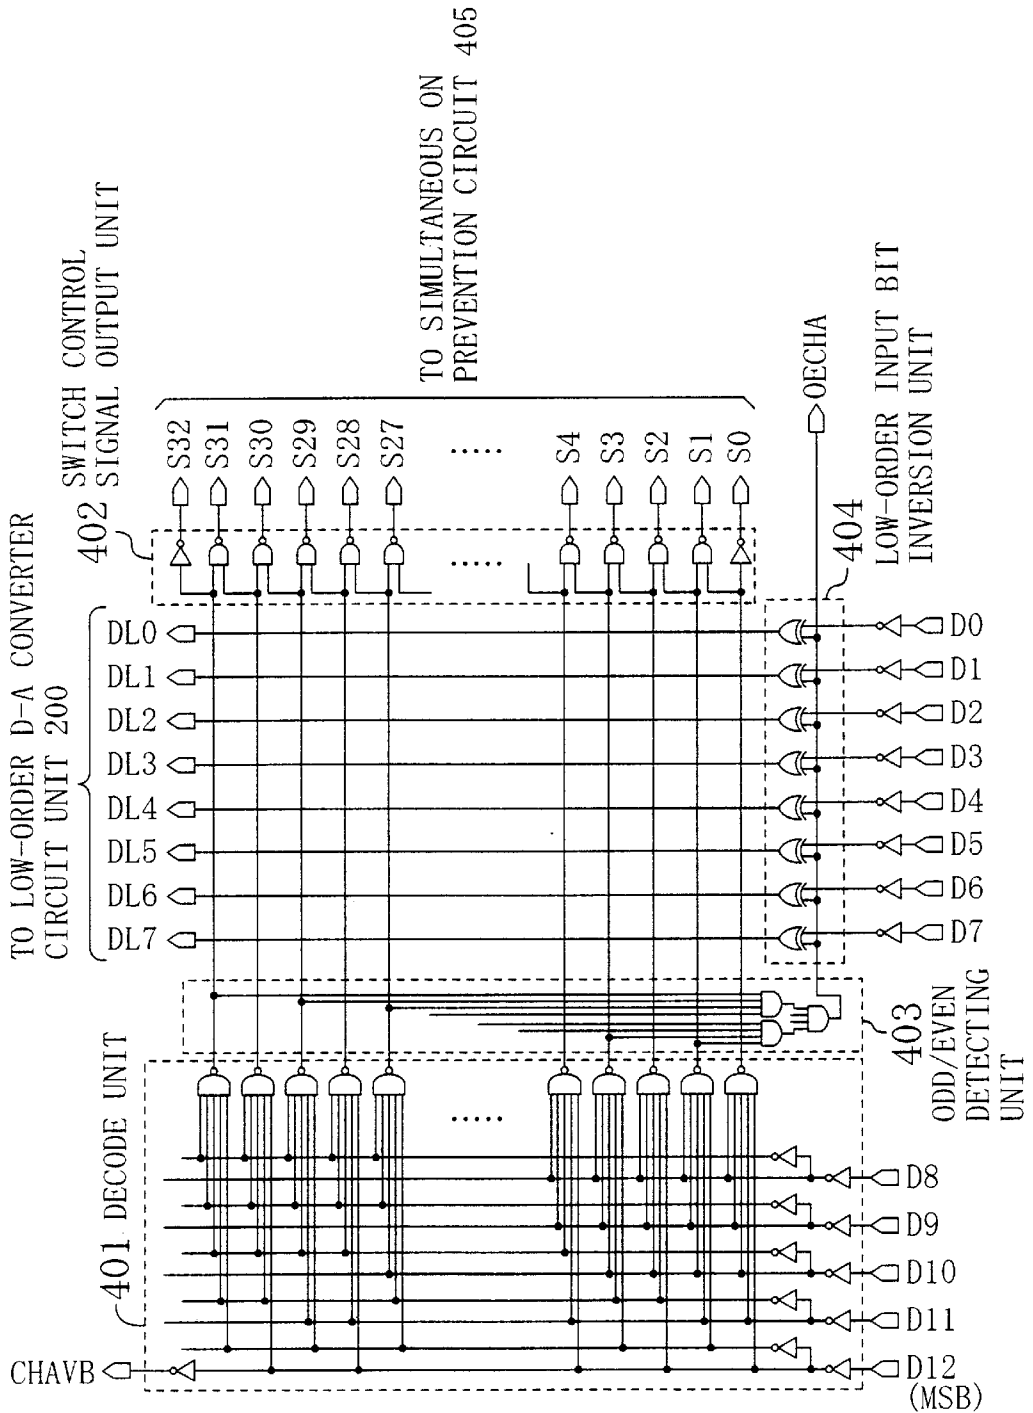 TO LOW-ORDER D-A CONVERTER
CIRCUIT UNIT 200
402
SWITCH CONTROL
SIGNAL OUTPUT UNIT
TO SIMULTANEOUS ON
PREVENTION CIRCUIT 405
401 DECODE UNIT
CHAVB
DL7
DL6
DL5
DL4
DL3
DL2
DL1
DL0
S32
S31
S30
S29
S28
S27
.....
S4
S3
S2
S1
S0
.....
.....
OECHA
404
LOW-ORDER INPUT BIT
INVERSION UNIT
403
ODD/EVEN
DETECTING
UNIT
D12
(MSB)
D11
D10
D9
D8
D7
D6
D5
D4
D3
D2
D1
D0